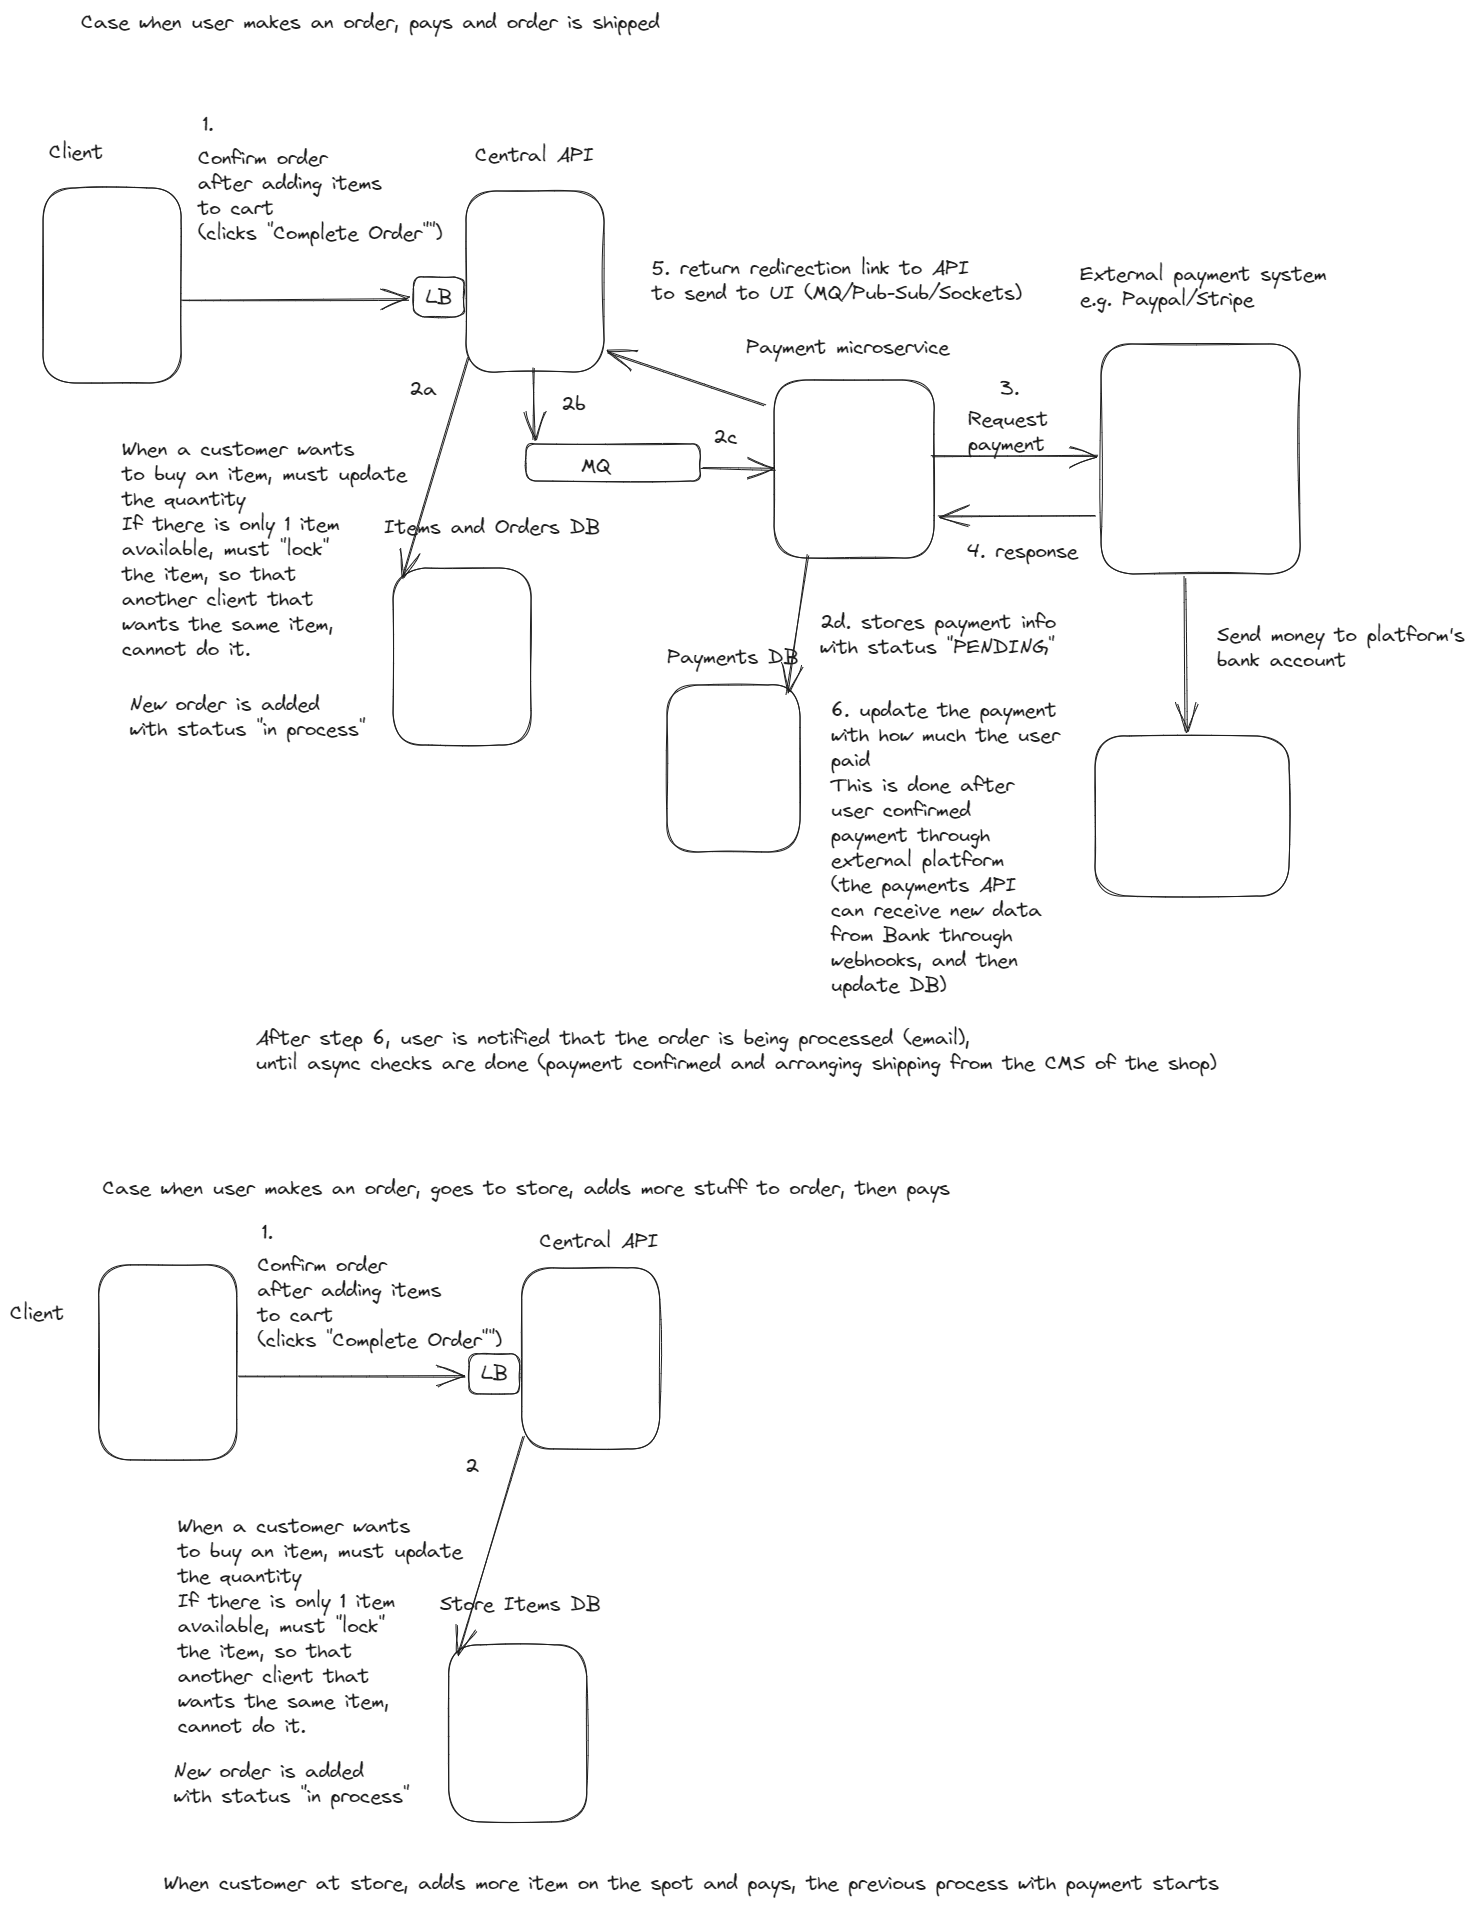 Case when user makes an order, pays and order is shipped
1.
Client
Confirm order
after adding items
to cart
(clicks "Complete Order"")
Central API
LB
5. return redirection link to API
to send to UI (MQ/Pub-Sub/Sockets)
External payment system
e.g. Paypal/Stripe
Payment microservice
2a
2b
MQ
2c
3.
Request
payment
4. response
When a customer wants
to buy an item, must update
the quantity
If there is only 1 item
available, must "lock"
the item, so that
another client that
wants the same item,
cannot do it.
New order is added
with status "in process"
Items and Orders DB
2d. stores payment info
with status "PENDING"
Payments DB
Send money to platform's
bank account
6. update the payment
with how much the user
paid
This is done after
user confirmed
payment through
external platform
(the payments API
can receive new data
from Bank through
webhooks, and then
update DB)
After step 6, user is notified that the order is being processed (email),
until async checks are done (payment confirmed and arranging shipping from the CMS of the shop)
Case when user makes an order, goes to store, adds more stuff to order, then pays
1.
Confirm order
after adding items
to cart
(clicks "Complete Order"")
Central API
Client
LB
2
When a customer wants
to buy an item, must update
the quantity
If there is only 1 item
available, must "lock"
the item, so that
another client that
wants the same item,
cannot do it.
New order is added
with status "in process"
Store Items DB
When customer at store, adds more item on the spot and pays, the previous process with payment starts